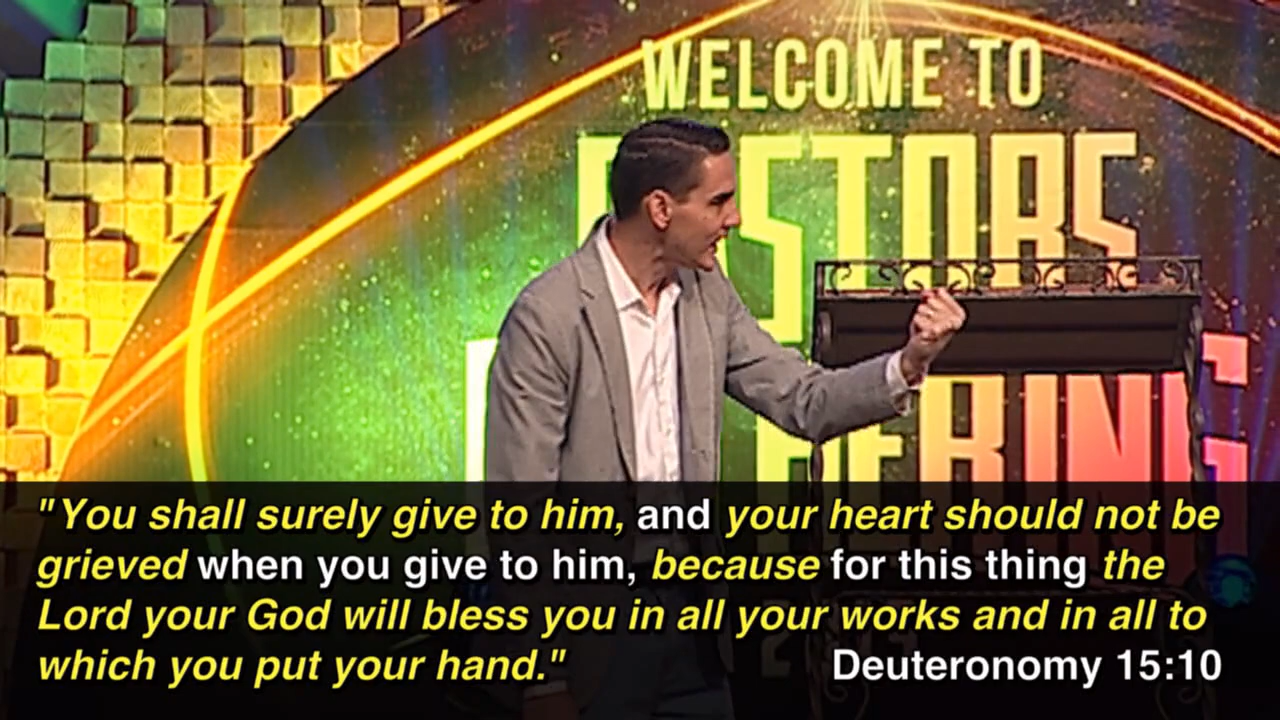 WELCOME TO
"You shall surely give to him, and your heart should not be
grieved when you give to him, because for this thing the
Lord your God will bless you in all your works and in all to
which you put your hand."
Deuteronomy 15:10